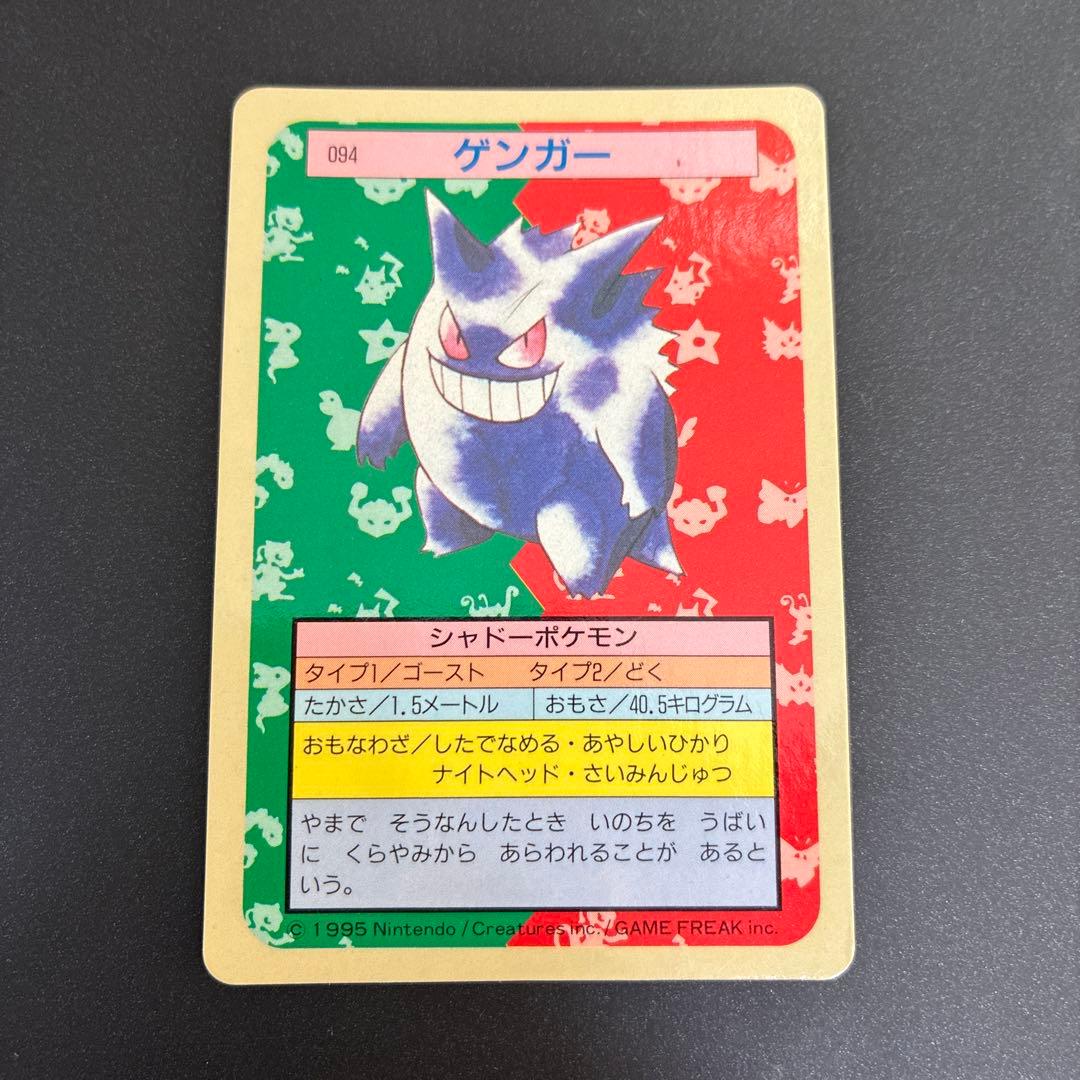 094 ゲンガー
シャドーポケモン
タイプ1／ゴースト タイプ2／どく
たかさ／1.5メートル おもさ／40.5キログラム
おもなわざ／したでなめる・あやしいひかり
ナイトヘッド・さいみんじゅつ
やまで そうなんしたとき いのちを うばい
に くらやみから あらわれることが あると
いう。
© 1995 Nintendo / Creatures inc. / GAME FREAK inc.